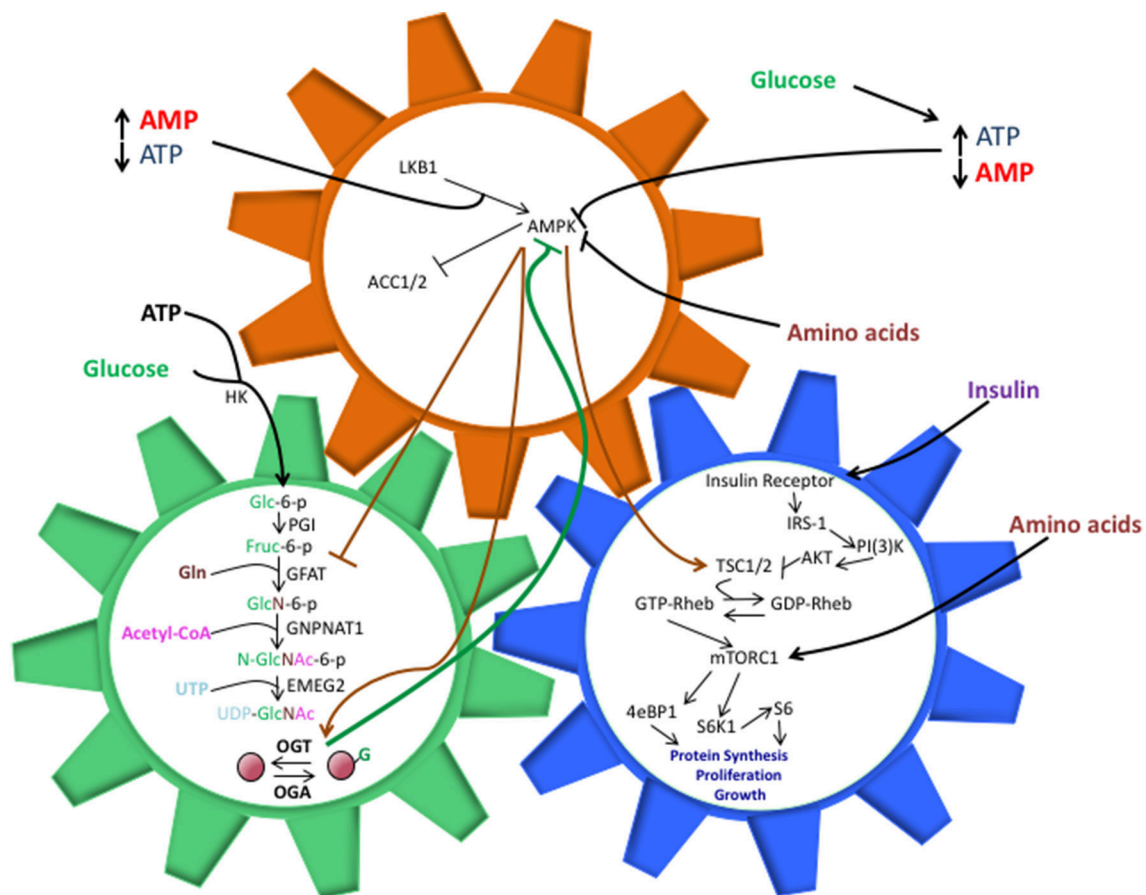 Glucose
AMP
ATP
ATP
AMP
LKB1
AMPK
ACC1/2
Amino acids
ATP
Glucose
HK
Glc-6-p
PGI
Fruc-6-p
Gln
GFAT
GlcN-6-p
Acetyl-CoA
GNPNAT1
N-GlcNAc-6-p
UTP
EMEG2
UDP-GlcNAc
OGT
G
OGA
Insulin
Insulin Receptor
IRS-1
Amino acids
PI(3)K
AKT
TSC1/2
GTP-Rheb
GDP-Rheb
mTORC1
4eBP1
S6K1
S6
Protein Synthesis
Proliferation
Growth